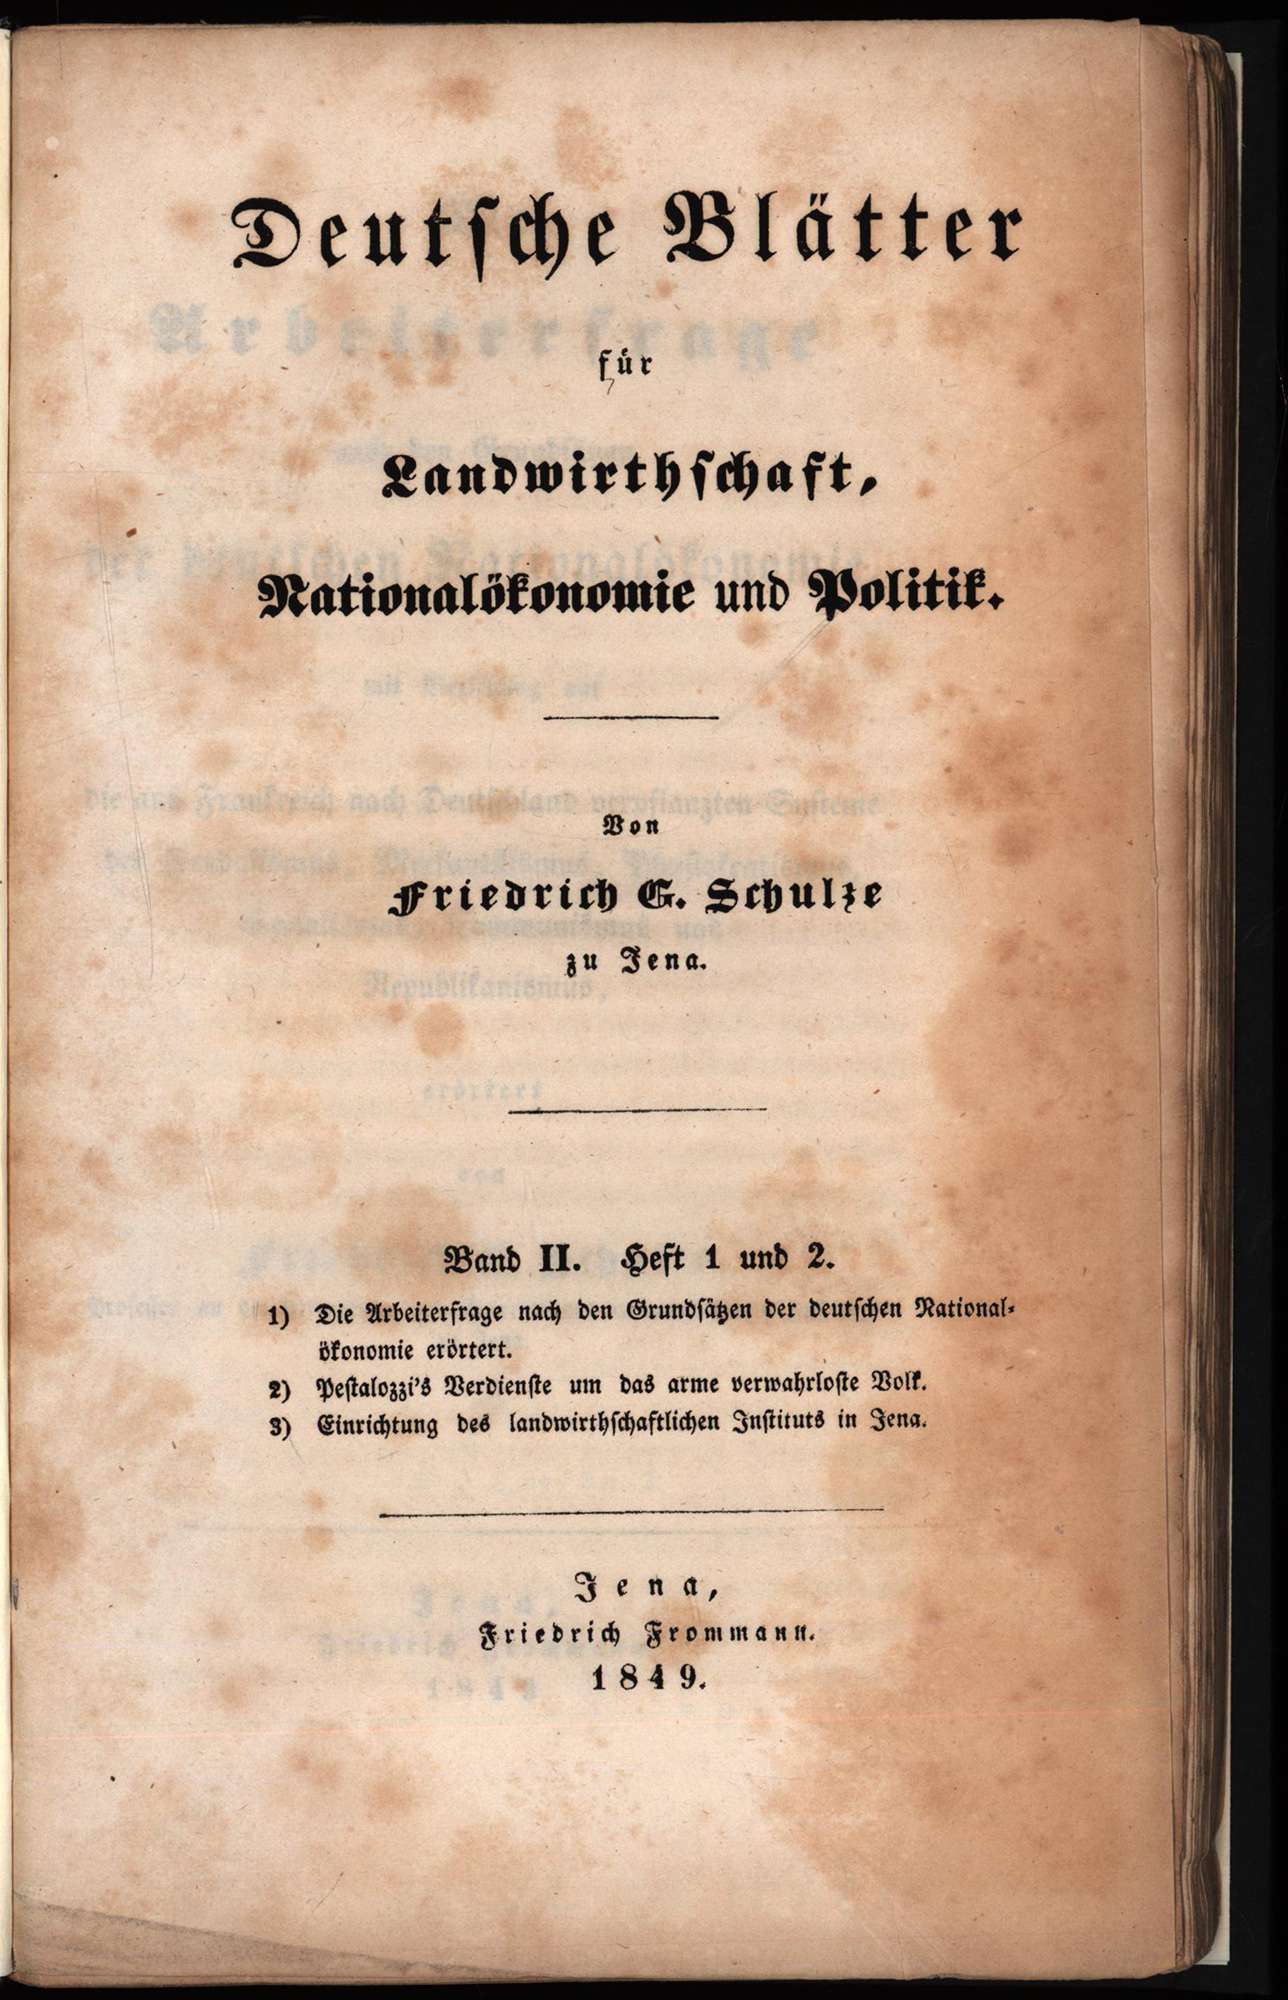 Deutsche Blätter
für
Landwirthschaft,
Nationalökonomie und Politik.
Von
Friedrich G. Schulze
zu Jena.
Band II. Heft 1 und 2.
1) Die Arbeiterfrage nach den Grundsätzen der deutschen National-
ökonomie erörtert.
2) Pestalozzi's Verdienste um das arme verwahrloste Volk.
3) Einrichtung des landwirthschaftlichen Instituts in Jena.
Jena,
Friedrich Frommann.
1849.